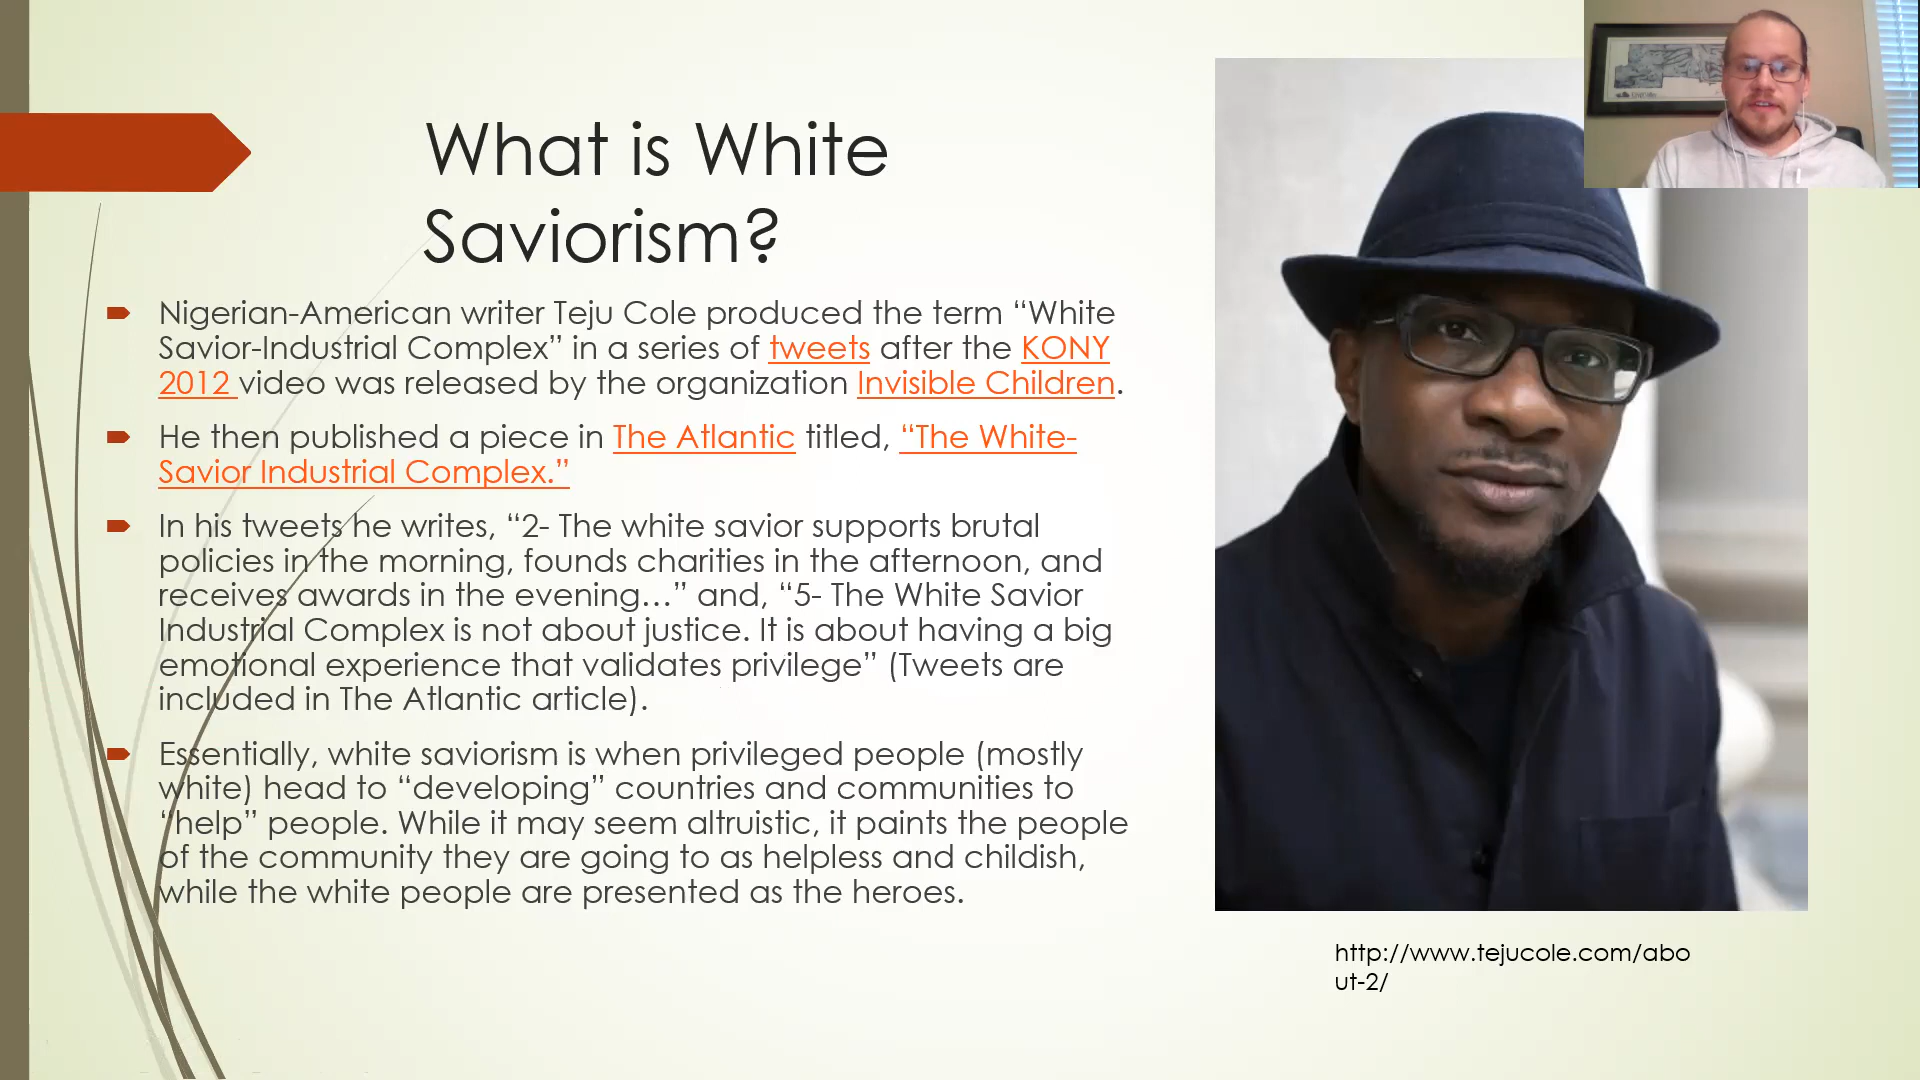 What is White
Saviorism?
Nigerian-American writer Teju Cole produced the term “White
Savior-Industrial Complex” in a series of tweets after the KONY
2012 video was released by the organization Invisible Children.
He then published a piece in The Atlantic titled, “The White-
Savior Industrial Complex.”
In his tweets he writes, “2- The white savior supports brutal
policies in the morning, founds charities in the afternoon, and
receives awards in the evening…” and, “5- The White Savior
Industrial Complex is not about justice. It is about having a big
emotional experience that validates privilege” (Tweets are
included in The Atlantic article).
Essentially, white saviorism is when privileged people (mostly
white) head to “developing” countries and communities to
“help” people. While it may seem altruistic, it paints the people
of the community they are going to as helpless and childish,
while the white people are presented as the heroes.
http://www.tejucole.com/abo
ut-2/